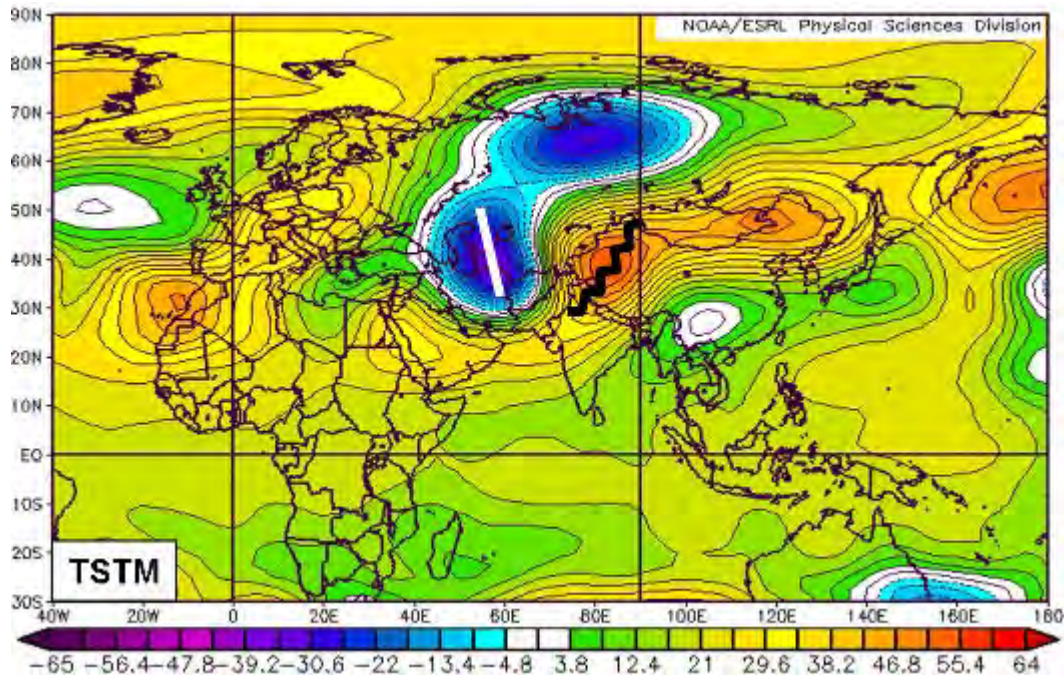 90N
NOAA/ESRL Physical Sciences Division
80N
70N
60N
50N
40N
30N
20N
10N
EQ
10S
20S
TSTM
30S
40W 20W 0 20E 40E 60E 80E 100E 120E 140E 160E 180
-65 -56.4 -47.8 -39.2 -30.6 -22 -13.4 -4.8 3.8 12.4 21 29.6 38.2 46.8 55.4 64